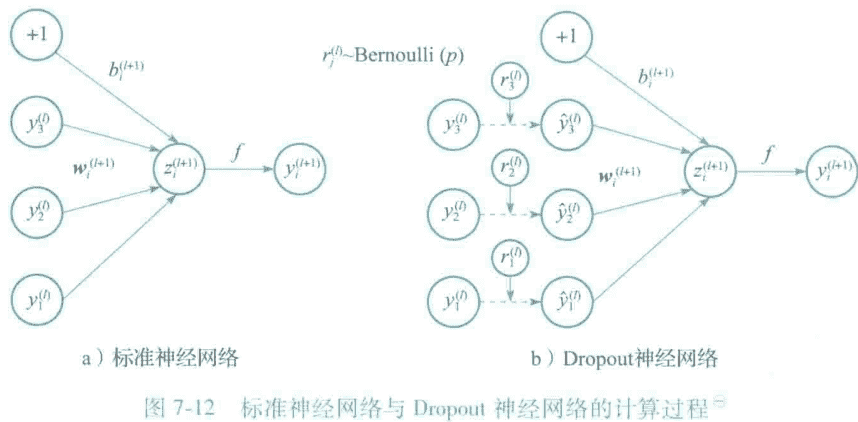 +1
b_i^{(l+1)}
y_3^{(l)}
w_i^{(l+1)}
z_i^{(l+1)}
f
y_i^{(l+1)}
y_2^{(l)}
y_1^{(l)}
a）标准神经网络
r_j^{(l)}~Bernoulli (p)
+1
b_i^{(l+1)}
r_3^{(l)}
y_3^{(l)}
ŷ_3^{(l)}
r_2^{(l)}
w_i^{(l+1)}
z_i^{(l+1)}
f
y_i^{(l+1)}
y_2^{(l)}
ŷ_2^{(l)}
r_1^{(l)}
y_1^{(l)}
ŷ_1^{(l)}
b）Dropout神经网络
图 7-12 标准神经网络与 Dropout 神经网络的计算过程㊀